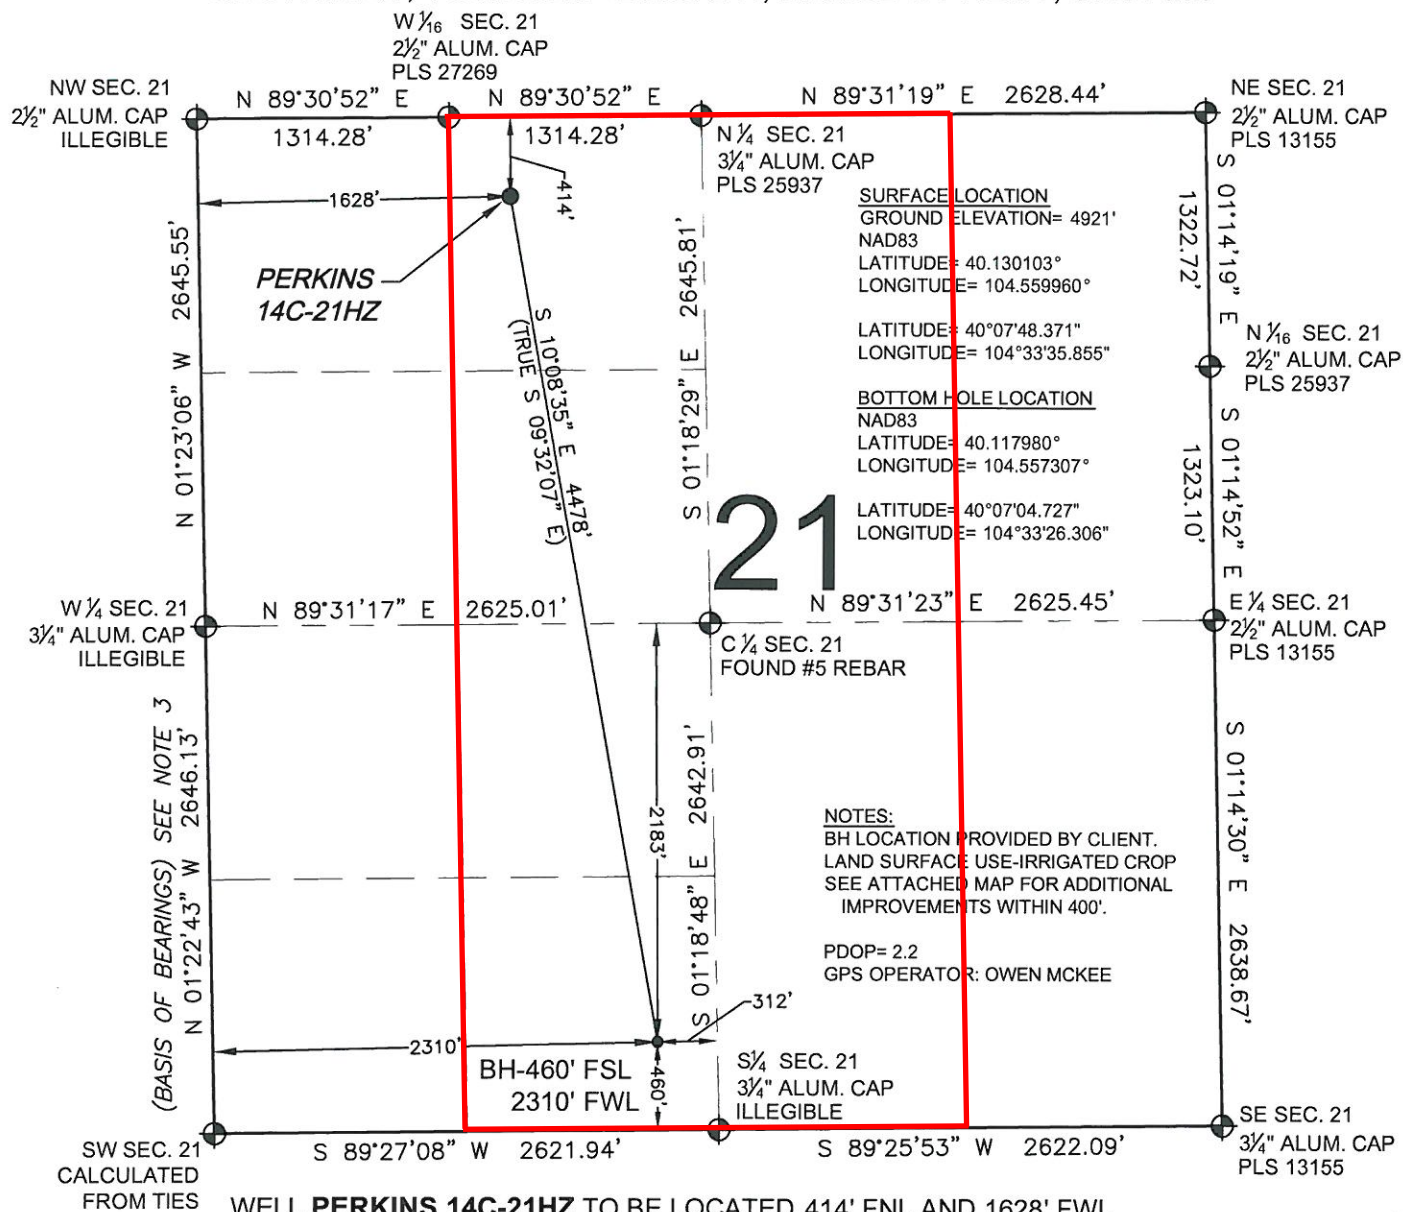 W 1/16 SEC. 21
2½" ALUM. CAP
PLS 27269
NW SEC. 21
2½" ALUM. CAP
ILLEGIBLE
N 89°30'52" E
1314.28'
N 89°30'52" E
1314.28'
N 89°31'19" E 2628.44'
NE SEC. 21
2½" ALUM. CAP
PLS 13155
N ¼ SEC. 21
3¼" ALUM. CAP
PLS 25937
1628'
414'
PERKINS
14C-21HZ
SURFACE LOCATION
GROUND ELEVATION= 4921'
NAD83
LATITUDE= 40.130103°
LONGITUDE= 104.559960°
LATITUDE= 40°07'48.371"
LONGITUDE= 104°33'35.855"
BOTTOM HOLE LOCATION
NAD83
LATITUDE= 40.117980°
LONGITUDE= 104.557307°
LATITUDE= 40°07'04.727"
LONGITUDE= 104°33'26.306"
N 01°23'06" W 2645.55'
S 10°08'35" E 4478'
(TRUE S 09°32'07" E)
S 01°18'29" E 2645.81'
S 01°14'19" E
1322.72'
N 1/16 SEC. 21
2½" ALUM. CAP
PLS 25937
S 01°14'52" E
1323.10'
21
W ¼ SEC. 21
3¼" ALUM. CAP
ILLEGIBLE
N 89°31'17" E 2625.01'
N 89°31'23" E 2625.45'
E ¼ SEC. 21
2½" ALUM. CAP
PLS 13155
C ¼ SEC. 21
FOUND #5 REBAR
(BASIS OF BEARINGS) SEE NOTE 3
N 01°22'43" W 2646.13'
2183'
S 01°18'48" E 2642.91'
S 01°14'30" E 2638.67'
NOTES:
BH LOCATION PROVIDED BY CLIENT.
LAND SURFACE USE-IRRIGATED CROP
SEE ATTACHED MAP FOR ADDITIONAL
IMPROVEMENTS WITHIN 400'.
PDOP= 2.2
GPS OPERATOR: OWEN MCKEE
312'
2310'
460'
BH-460' FSL
2310' FWL
S¼ SEC. 21
3¼" ALUM. CAP
ILLEGIBLE
SW SEC. 21
CALCULATED
FROM TIES
S 89°27'08" W 2621.94'
S 89°25'53" W 2622.09'
SE SEC. 21
3¼" ALUM. CAP
PLS 13155
WELL PERKINS 14C-21HZ TO BE LOCATED 414' FNL AND 1628' FWL